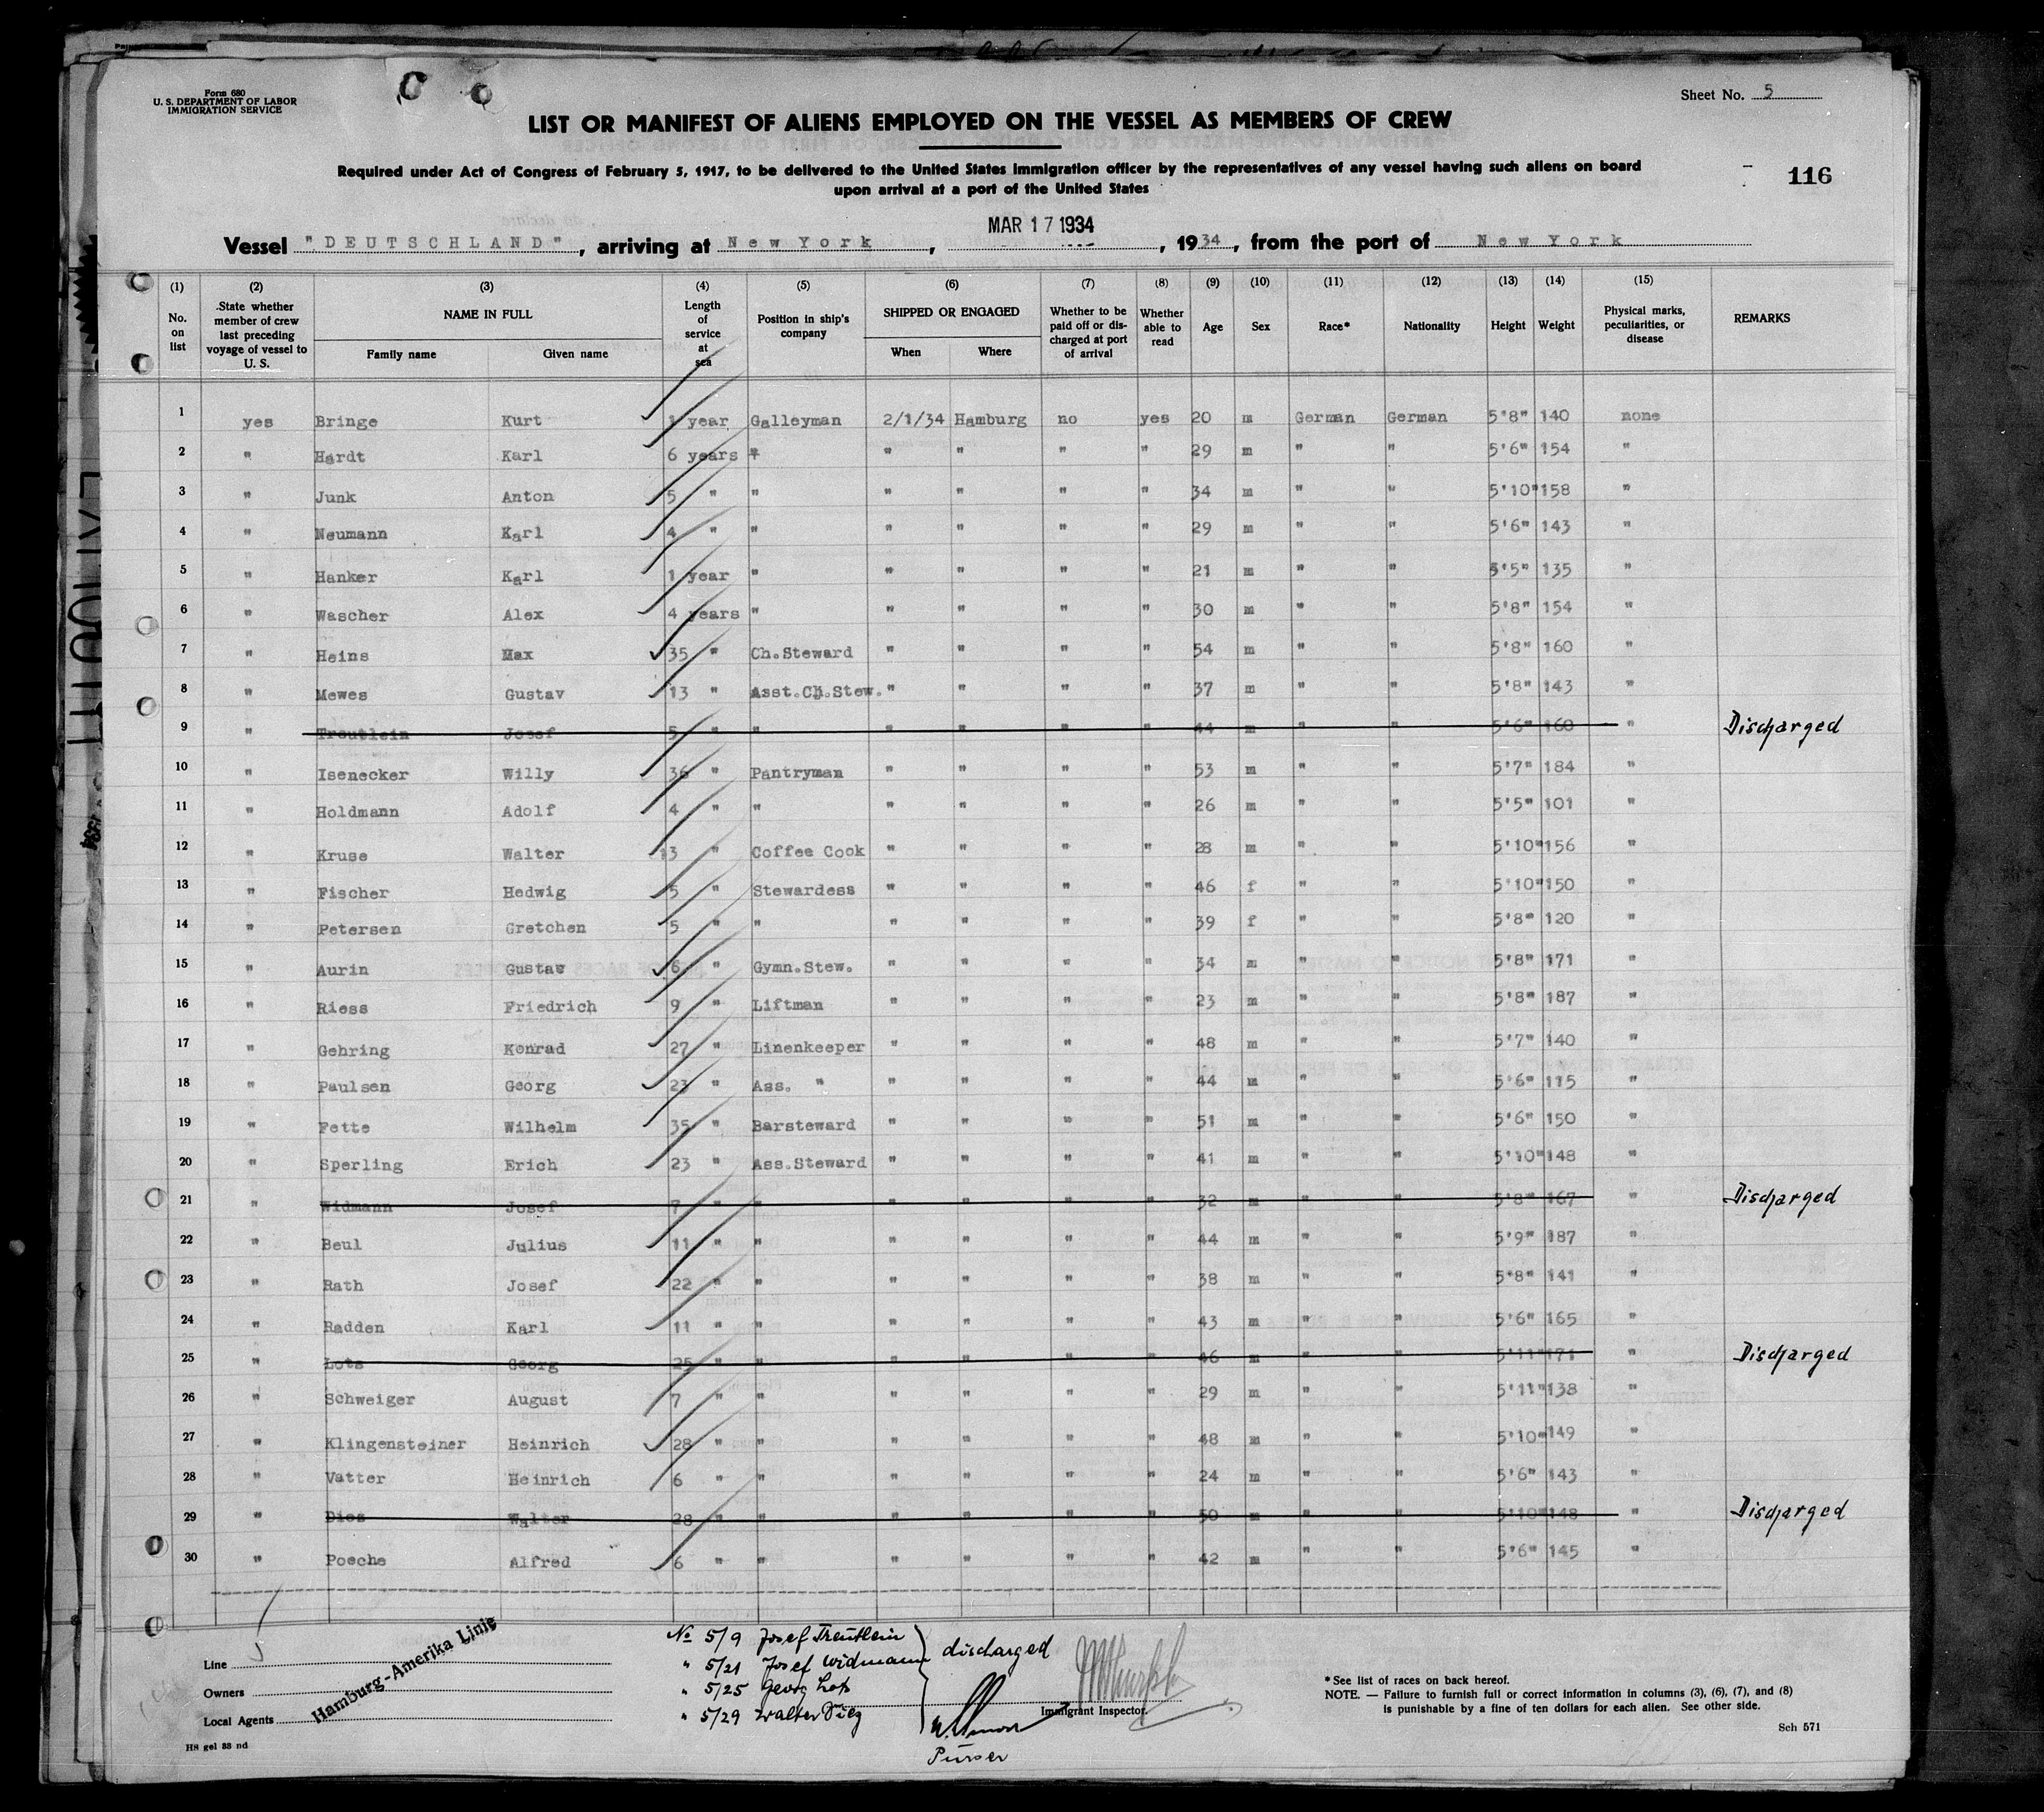 Form 680
U. S. DEPARTMENT OF LABOR
IMMIGRATION SERVICE
Sheet No. 5
LIST OR MANIFEST OF ALIENS EMPLOYED ON THE VESSEL AS MEMBERS OF CREW
Required under Act of Congress of February 5, 1917, to be delivered to the United States immigration officer by the representatives of any vessel having such aliens on board
upon arrival at a port of the United States
116
MAR 17 1934
Vessel "DEUTSCHLAND", arriving at New York, , 1934, from the port of New York
(1) (2) (3) (4) (5) (6) (7) (8) (9) (10) (11) (12) (13) (14) (15)
No. on list | State whether member of crew last preceding voyage of vessel to U. S. | NAME IN FULL | Family name | Given name | Length of service at sea | Position in ship's company | SHIPPED OR ENGAGED | When | Where | Whether to be paid off or discharged at port of arrival | Whether able to read | Age | Sex | Race* | Nationality | Height | Weight | Physical marks, peculiarities, or disease | REMARKS
1 yes Bringe Kurt 1 year Galleyman 2/1/34 Hamburg no yes 20 m German German 5'8" 140 none
2 " Hardt Karl 6 years " " " " " 29 m " " 5'6" 154 "
3 " Junk Anton 5 " " " " " " 34 m " " 5'10" 158 "
4 " Neumann Karl 4 " " " " " " 29 m " " 5'6" 143 "
5 " Hanker Karl 1 year " " " " " 21 m " " 5'5" 135 "
6 " Wascher Alex 4 years " " " " " 30 m " " 5'8" 154 "
7 " Heins Max 35 " Ch.Steward " " " " 54 m " " 5'8" 160 "
8 " Mewes Gustav 13 " Asst.Ch.Stew. " " " " 37 m " " 5'8" 143 "
9 " Treutlein Josef 5 " " " " " " 44 m " " 5'6" 160 " Discharged
10 " Isenecker Willy 36 " Pantryman " " " " 53 m " " 5'7" 184 "
11 " Holdmann Adolf 4 " " " " " " 26 m " " 5'5" 101 "
12 " Kruse Walter 13 " Coffee Cook " " " " 28 m " " 5'10" 156 "
13 " Fischer Hedwig 5 " Stewardess " " " " 46 f " " 5'10" 150 "
14 " Petersen Gretchen 5 " " " " " " 39 f " " 5'8" 120 "
15 " Aurin Gustav 6 " Gymn.Stew. " " " " 34 m " " 5'8" 171 "
16 " Riess Friedrich 9 " Liftman " " " " 23 m " " 5'8" 187 "
17 " Gehring Konrad 27 " Linenkeeper " " " " 48 m " " 5'7" 140 "
18 " Paulsen Georg 23 " Ass. " " " " " 44 m " " 5'6" 115 "
19 " Fette Wilhelm 35 " Barsteward " " " " 51 m " " 5'6" 150 "
20 " Sperling Erich 23 " Ass.Steward " " " " 41 m " " 5'10" 148 "
21 " Widmann Josef 7 " " " " " " 32 m " " 5'8" 167 " Discharged
22 " Beul Julius 11 " " " " " " 44 m " " 5'9" 187 "
23 " Rath Josef 22 " " " " " " 38 m " " 5'8" 141 "
24 " Radden Karl 11 " " " " " " 43 m " " 5'6" 165 "
25 " Lots Georg 25 " " " " " " 46 m " " 5'11" 171 " Discharged
26 " Schweiger August 7 " " " " " " 29 m " " 5'11" 138 "
27 " Klingensteiner Heinrich 28 " " " " " " 48 m " " 5'10" 149 "
28 " Vatter Heinrich 6 " " " " " " 24 m " " 5'6" 143 "
29 " Diez Walter 28 " " " " " " 50 m " " 5'10" 148 " Discharged
30 " Poeche Alfred 6 " " " " " " 42 m " " 5'6" 145 "
No 5/9 Josef Treutlein
" 5/21 Josef Widmann discharged
" 5/25 Georg Lots
" 5/29 Walter Diez
Purser
Immigrant Inspector.
Line
Owners
Local Agents
Hamburg-Amerika Linie
HS gel 33 nd
* See list of races on back hereof.
NOTE. — Failure to furnish full or correct information in columns (3), (6), (7), and (8)
is punishable by a fine of ten dollars for each alien. See other side.
Sch 571